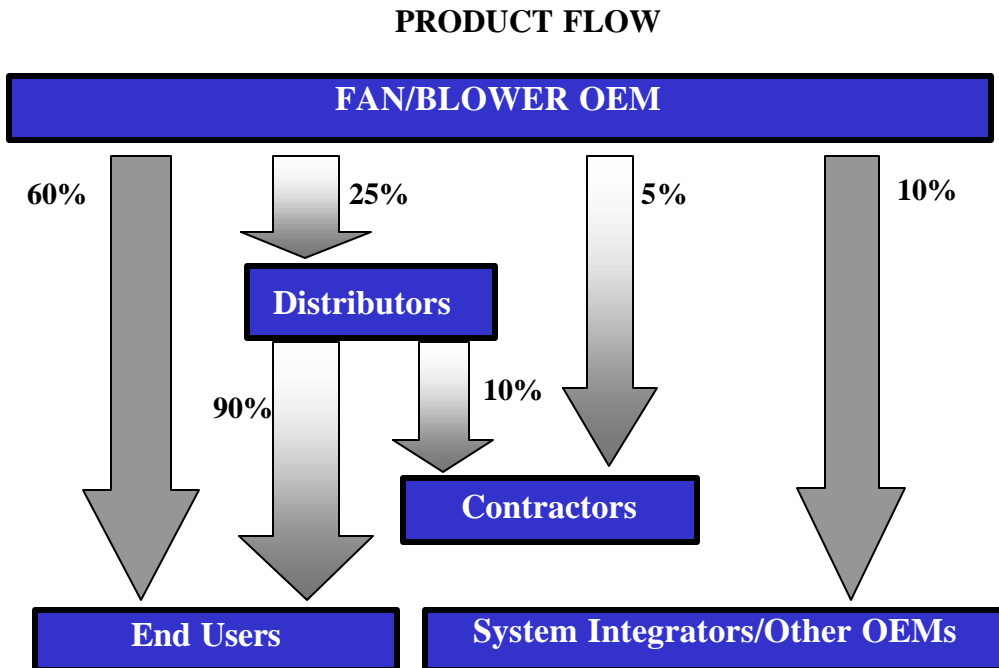 PRODUCT FLOW
FAN/BLOWER OEM
60%
25%
5%
10%
Distributors
90%
10%
Contractors
End Users
System Integrators/Other OEMs